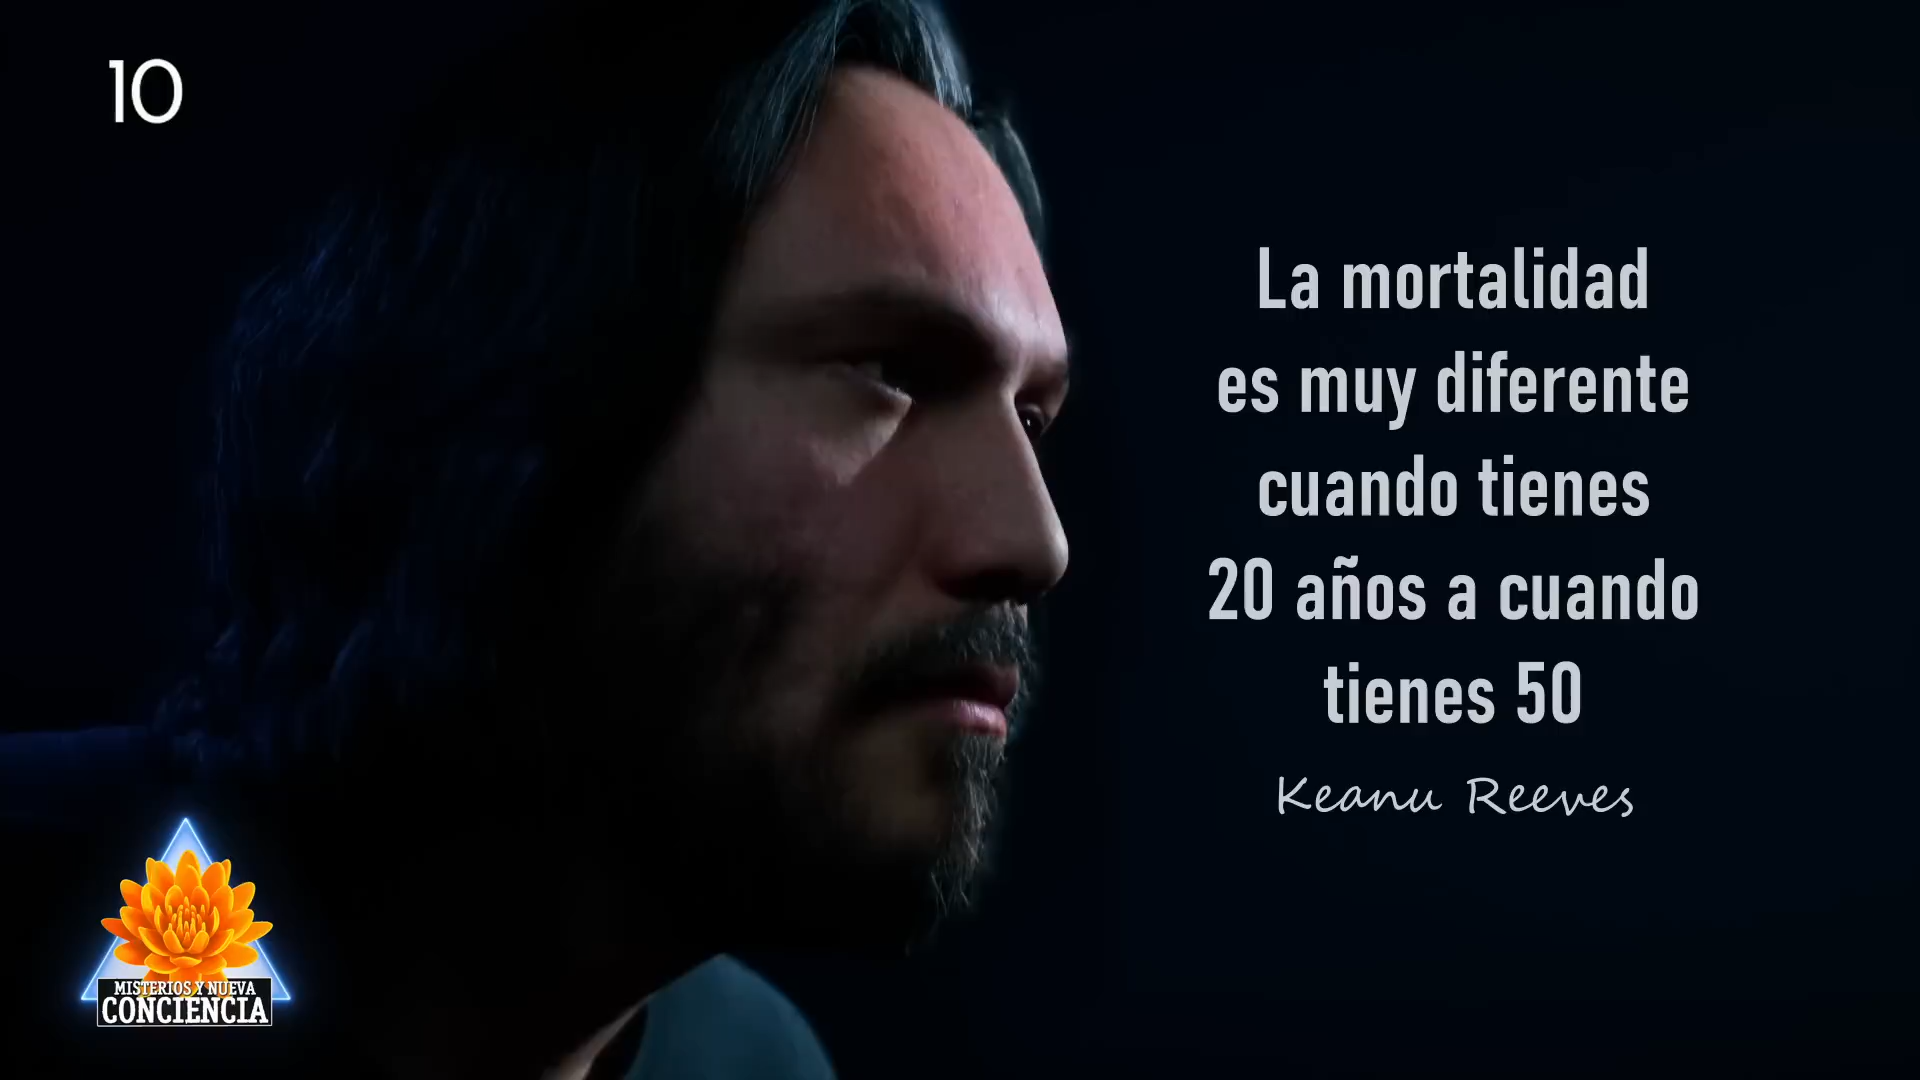 10
La mortalidad
es muy diferente
cuando tienes
20 años a cuando
tienes 50
Keanu Reeves
MISTERIOS Y NUEVA
CONCIENCIA